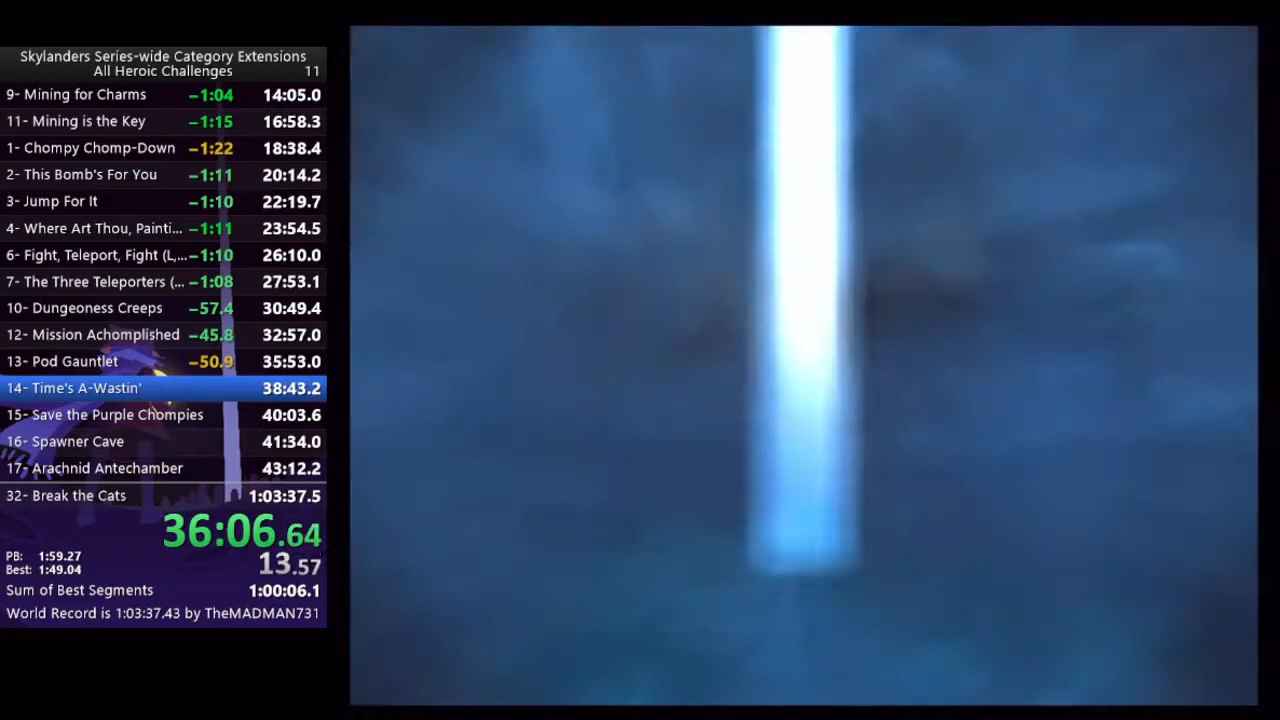 Skylanders Series-wide Category Extensions
All Heroic Challenges 11
9- Mining for Charms −1:04 14:05.0
11- Mining is the Key −1:15 16:58.3
1- Chompy Chomp-Down −1:22 18:38.4
2- This Bomb's For You −1:11 20:14.2
3- Jump For It −1:10 22:19.7
4- Where Art Thou, Painti... −1:11 23:54.5
6- Fight, Teleport, Fight (L,... −1:10 26:10.0
7- The Three Teleporters (... −1:08 27:53.1
10- Dungeoness Creeps −57.4 30:49.4
12- Mission Achomplished −45.8 32:57.0
13- Pod Gauntlet −50.9 35:53.0
14- Time's A-Wastin' 38:43.2
15- Save the Purple Chompies 40:03.6
16- Spawner Cave 41:34.0
17- Arachnid Antechamber 43:12.2
32- Break the Cats 1:03:37.5
36:06.64
PB: 1:59.27 13.57
Best: 1:49.04
Sum of Best Segments 1:00:06.1
World Record is 1:03:37.43 by TheMADMAN731